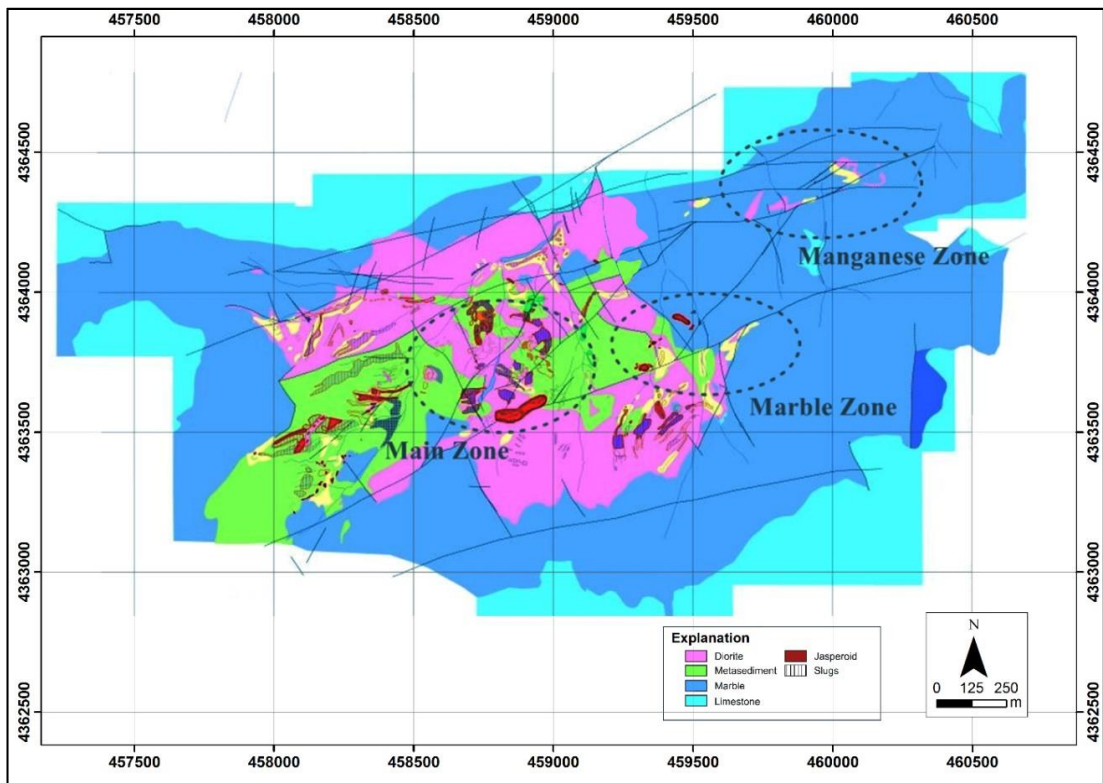 457000 457500 458000 458500 459000 459500 460000 460500
4364500 4364500
Manganese Zone
4364000 4364000
Marble Zone
4363500 4363500
Main Zone
4363000 4363000
Explanation
Diorite Jasperoid
Metasediment Slugs
Marble
Limestone
N
0 125 250
m
4362500 4362500
457000 457500 458000 458500 459000 459500 460000 460500